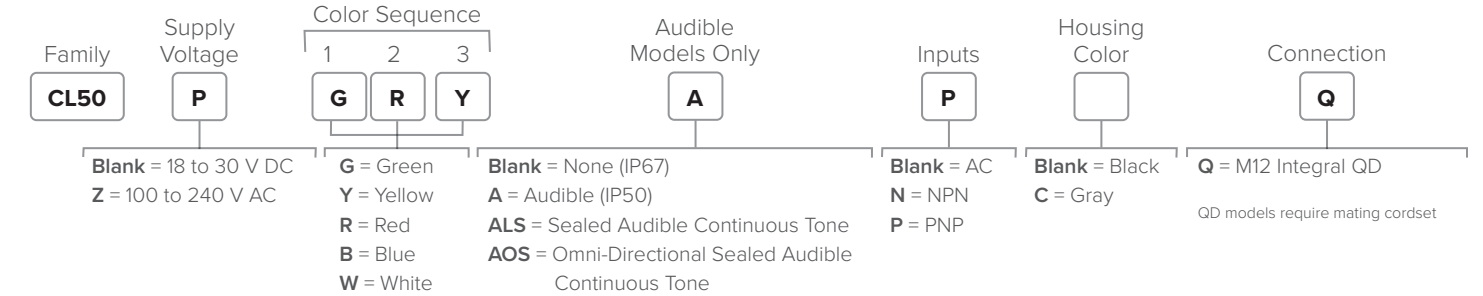 Family
Supply
Voltage
Color Sequence
1 2 3
Audible
Models Only
Inputs
Housing
Color
Connection
CL50 P G R Y A P Q
Blank = 18 to 30 V DC
Z = 100 to 240 V AC
G = Green
Y = Yellow
R = Red
B = Blue
W = White
Blank = None (IP67)
A = Audible (IP50)
ALS = Sealed Audible Continuous Tone
AOS = Omni-Directional Sealed Audible
Continuous Tone
Blank = AC
N = NPN
P = PNP
Blank = Black
C = Gray
Q = M12 Integral QD
QD models require mating cordset